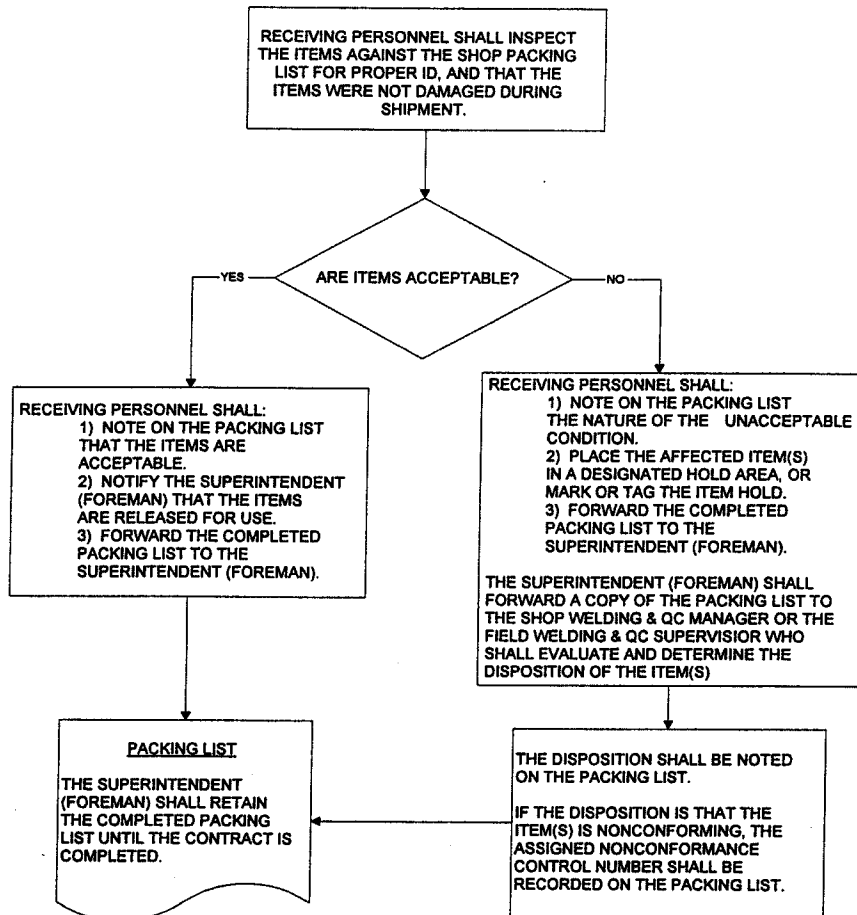 RECEIVING PERSONNEL SHALL INSPECT
THE ITEMS AGAINST THE SHOP PACKING
LIST FOR PROPER ID, AND THAT THE
ITEMS WERE NOT DAMAGED DURING
SHIPMENT.
ARE ITEMS ACCEPTABLE?
YES
NO
RECEIVING PERSONNEL SHALL:
1) NOTE ON THE PACKING LIST
THAT THE ITEMS ARE
ACCEPTABLE.
2) NOTIFY THE SUPERINTENDENT
(FOREMAN) THAT THE ITEMS
ARE RELEASED FOR USE.
3) FORWARD THE COMPLETED
PACKING LIST TO THE
SUPERINTENDENT (FOREMAN).
RECEIVING PERSONNEL SHALL:
1) NOTE ON THE PACKING LIST
THE NATURE OF THE UNACCEPTABLE
CONDITION.
2) PLACE THE AFFECTED ITEM(S)
IN A DESIGNATED HOLD AREA, OR
MARK OR TAG THE ITEM HOLD.
3) FORWARD THE COMPLETED
PACKING LIST TO THE
SUPERINTENDENT (FOREMAN).
THE SUPERINTENDENT (FOREMAN) SHALL
FORWARD A COPY OF THE PACKING LIST TO
THE SHOP WELDING & QC MANAGER OR THE
FIELD WELDING & QC SUPERVISIOR WHO
SHALL EVALUATE AND DETERMINE THE
DISPOSITION OF THE ITEM(S)
PACKING LIST
THE SUPERINTENDENT
(FOREMAN) SHALL RETAIN
THE COMPLETED PACKING
LIST UNTIL THE CONTRACT IS
COMPLETED.
THE DISPOSITION SHALL BE NOTED
ON THE PACKING LIST.
IF THE DISPOSITION IS THAT THE
ITEM(S) IS NONCONFORMING, THE
ASSIGNED NONCONFORMANCE
CONTROL NUMBER SHALL BE
RECORDED ON THE PACKING LIST.